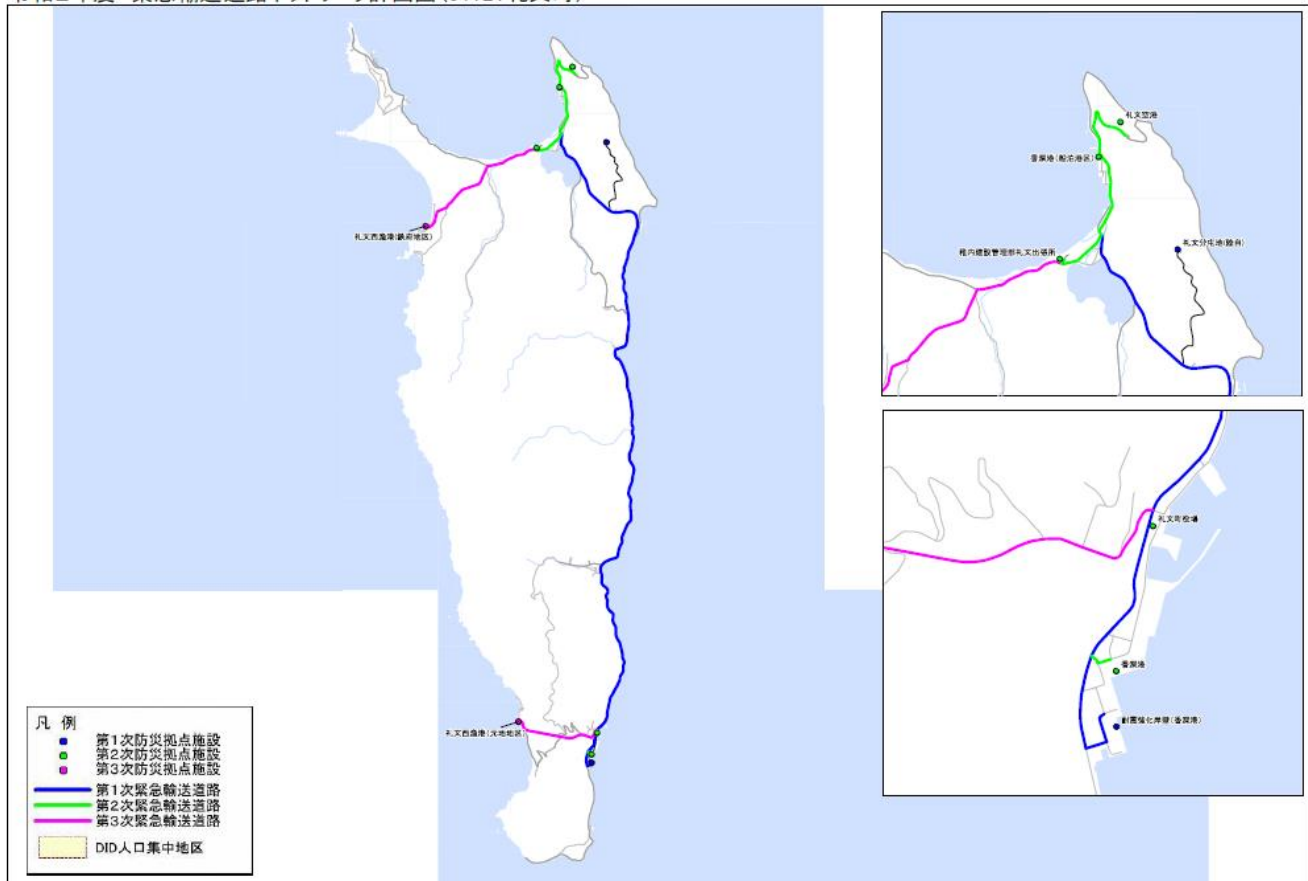 礼文西漁港(鉄府地区)
礼文西漁港(元地地区)
礼文空港
香深港(船泊港区)
礼文分屯地(陸自)
稚内建設管理部礼文出張所
礼文町役場
香深港
耐震強化岸壁(香深港)
凡 例
第1次防災拠点施設
第2次防災拠点施設
第3次防災拠点施設
第1次緊急輸送道路
第2次緊急輸送道路
第3次緊急輸送道路
DID人口集中地区